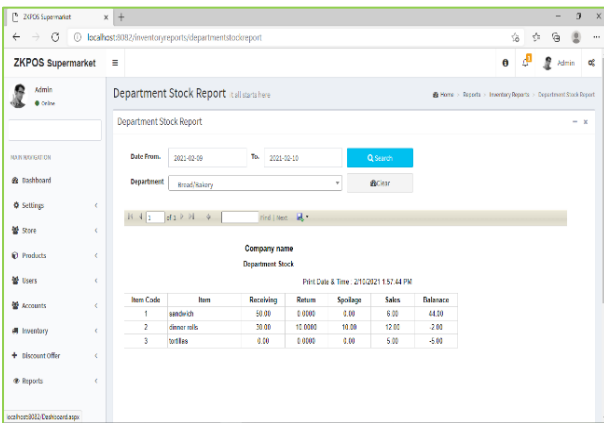 ZKPOS Supermarket
localhost:8082/inventoryreports/departmentstockreport
ZKPOS Supermarket
Admin
Admin
Online
Department Stock Report it all starts here
Home > Reports > Inventory Reports > Department Stock Report
Department Stock Report
MAIN NAVIGATION
Date From. 2021-02-09 To. 2021-02-10 Search
Department Bread/Bakery Clear
Dashboard
Settings
Store
Products
Users
Accounts
Inventory
Discount Offer
Reports
1 of 1 Find | Next
Company name
Department Stock
Print Date & Time : 2/10/2021 1:57:44 PM
Item Code Item Receiving Return Spoilage Sales Balanace
1 sandwich 50.00 0.0000 0.00 6.00 44.00
2 dinner rolls 30.00 10.0000 10.00 12.00 -2.00
3 tortillas 0.00 0.0000 0.00 5.00 -5.00
localhost:8082/Dashboard.aspx